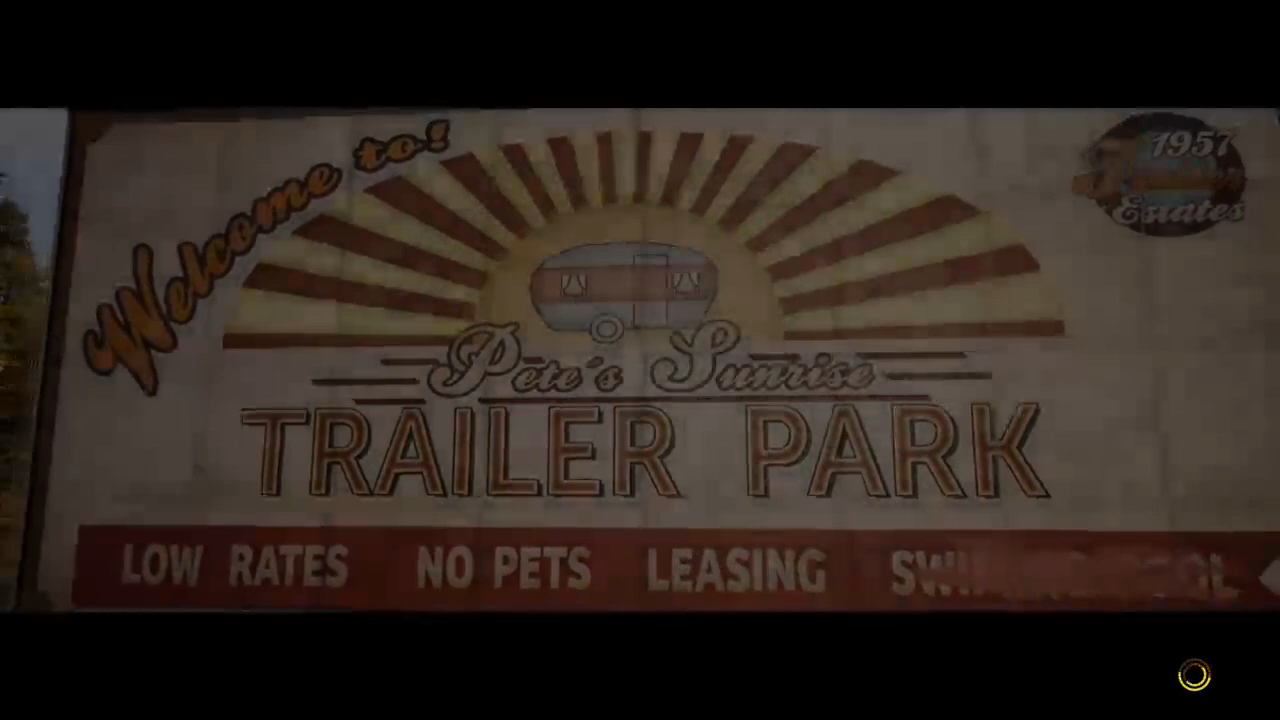 Welcome to!
1957
Estates
Pete's Sunrise
TRAILER PARK
LOW RATES NO PETS LEASING